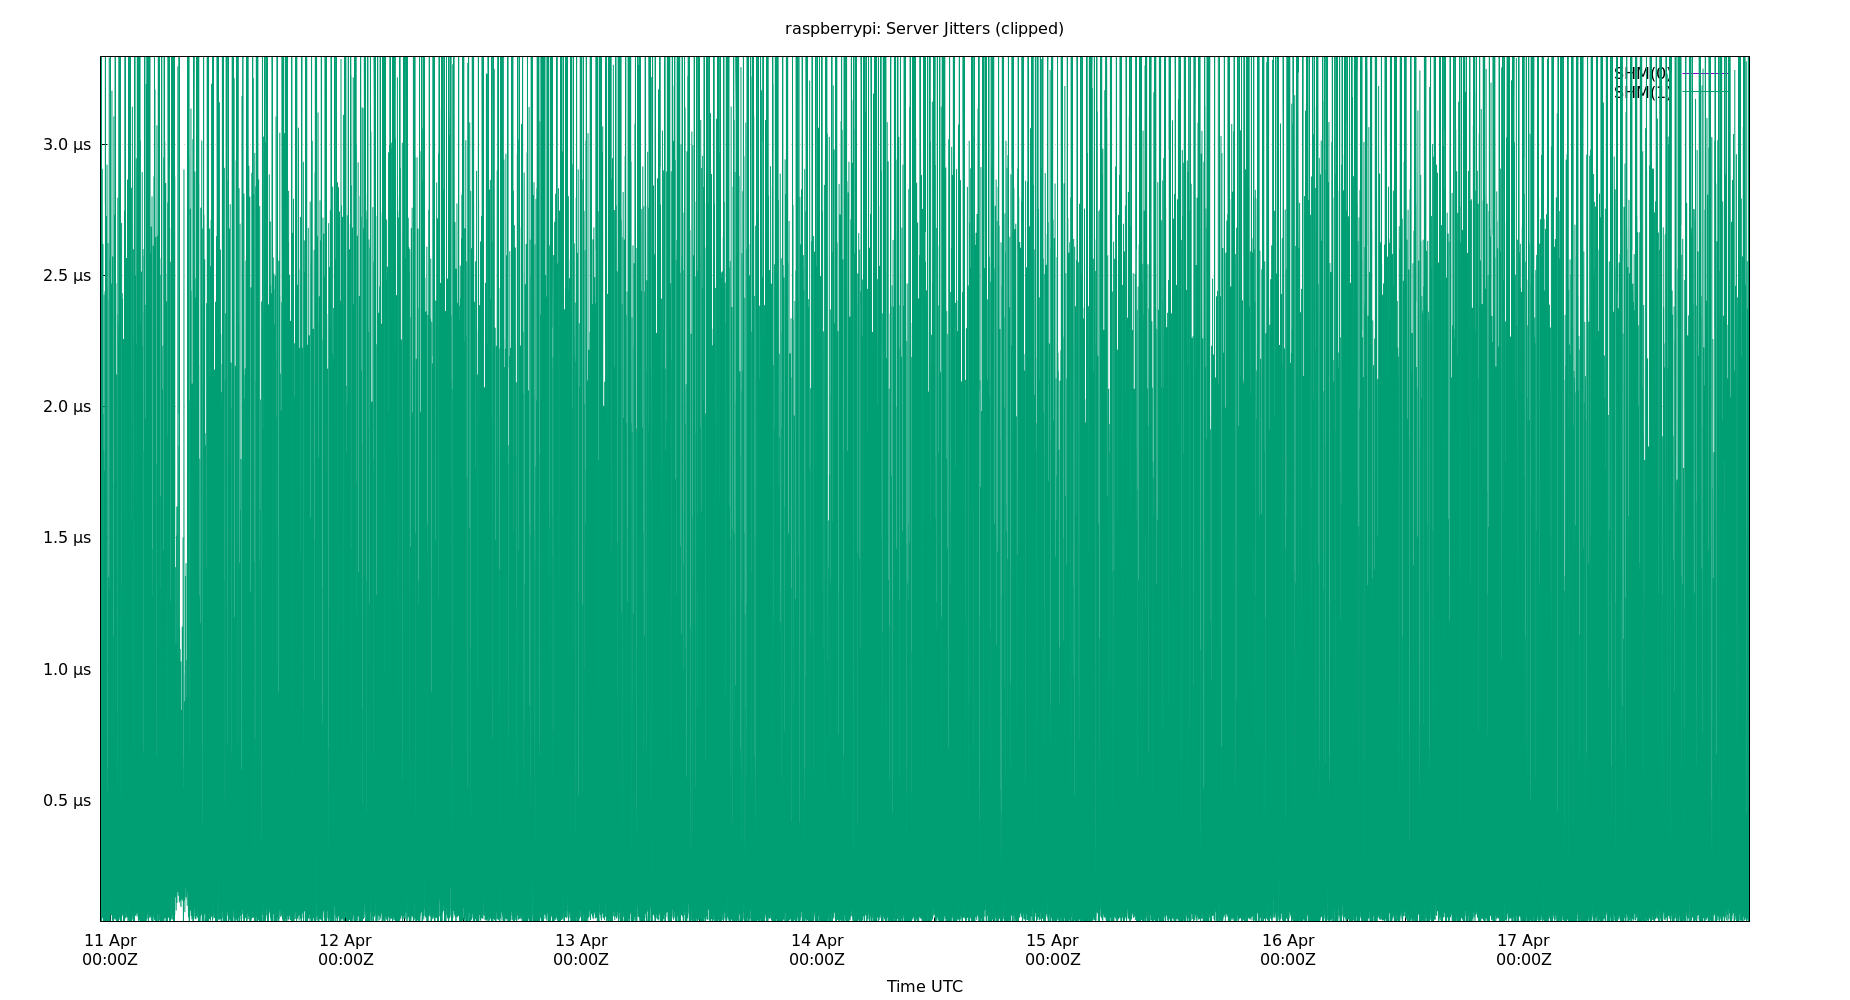 raspberrypi: Server Jitters (clipped)
SHM(0)
SHM(1)
3.0 μs
2.5 μs
2.0 μs
1.5 μs
1.0 μs
0.5 μs
11 Apr 12 Apr 13 Apr 14 Apr 15 Apr 16 Apr 17 Apr
00:00Z 00:00Z 00:00Z 00:00Z 00:00Z 00:00Z 00:00Z
Time UTC